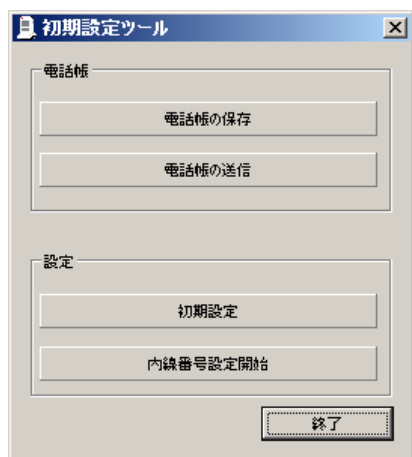 初期設定ツール
電話帳
電話帳の保存
電話帳の送信
設定
初期設定
内線番号設定開始
終了